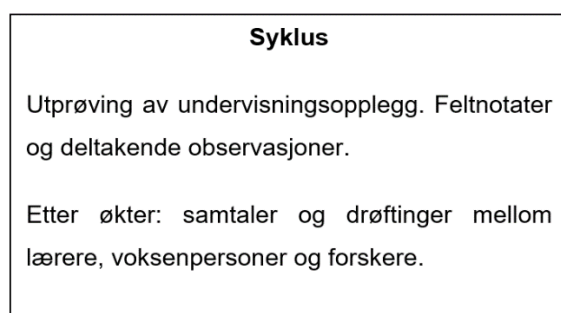 Syklus
Utprøving av undervisningsopplegg. Feltnotater
og deltakende observasjoner.
Etter økter: samtaler og drøftinger mellom
lærere, voksenpersoner og forskere.